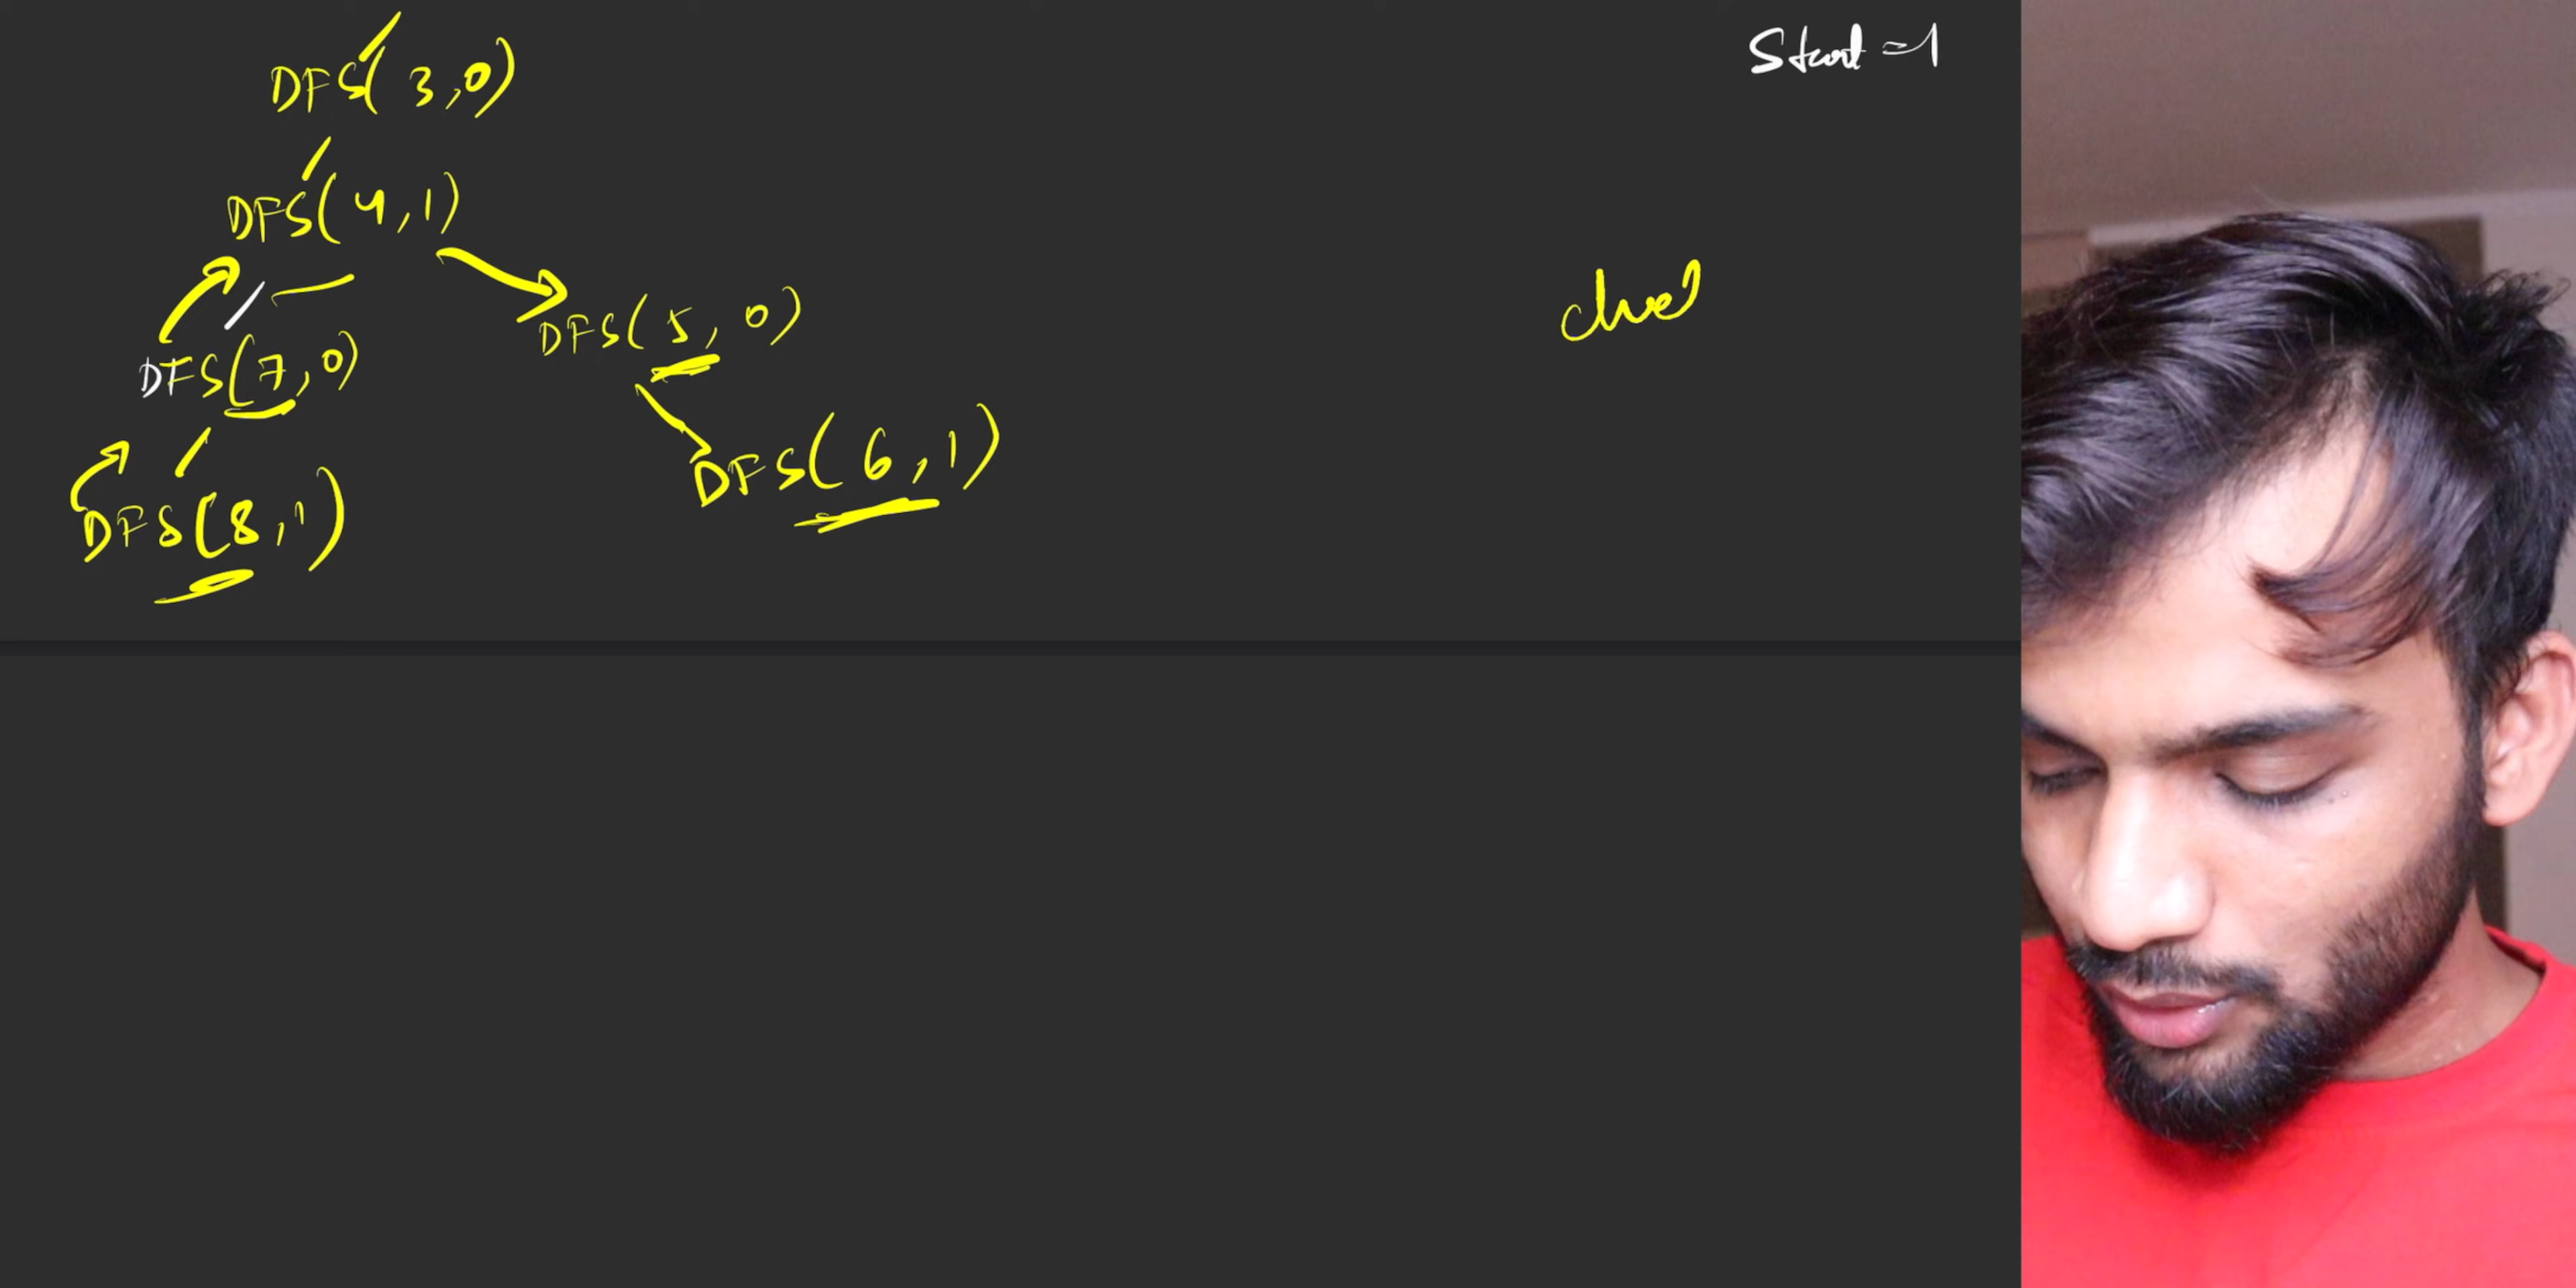 DFS(3,0)
Start = 1
DFS(4,1)
DFS(5,0)
DFS(7,0)
DFS(6,1)
DFS(8,1)